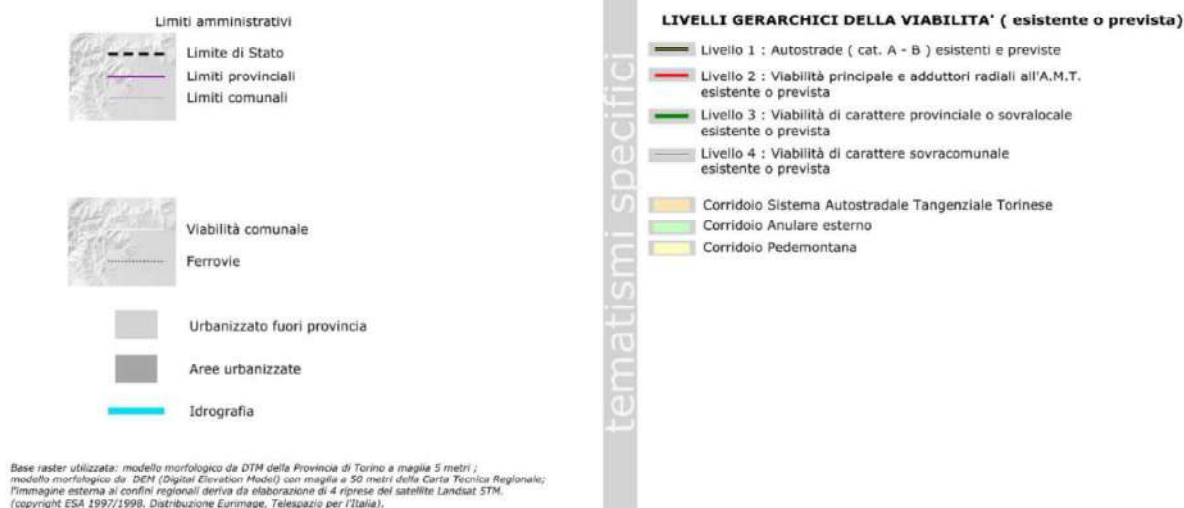 Limiti amministrativi
Limite di Stato
Limiti provinciali
Limiti comunali
Viabilità comunale
Ferrovie
Urbanizzato fuori provincia
Aree urbanizzate
Idrografia
Base raster utilizzata: modello morfologico da DTM della Provincia di Torino a maglia 5 metri ;
modello morfologico da DEM (Digital Elevation Model) con maglia a 50 metri della Carta Tecnica Regionale;
l'immagine esterna ai confini regionali deriva da elaborazione di 4 riprese del satellite Landsat 5TM.
(copyright ESA 1997/1998. Distribuzione Eurimage, Telespazio per l'Italia).
tematismi specifici
LIVELLI GERARCHICI DELLA VIABILITA' ( esistente o prevista)
Livello 1 : Autostrade ( cat. A - B ) esistenti e previste
Livello 2 : Viabilità principale e adduttori radiali all'A.M.T.
esistente o prevista
Livello 3 : Viabilità di carattere provinciale o sovralocale
esistente o prevista
Livello 4 : Viabilità di carattere sovracomunale
esistente o prevista
Corridoio Sistema Autostradale Tangenziale Torinese
Corridoio Anulare esterno
Corridoio Pedemontana